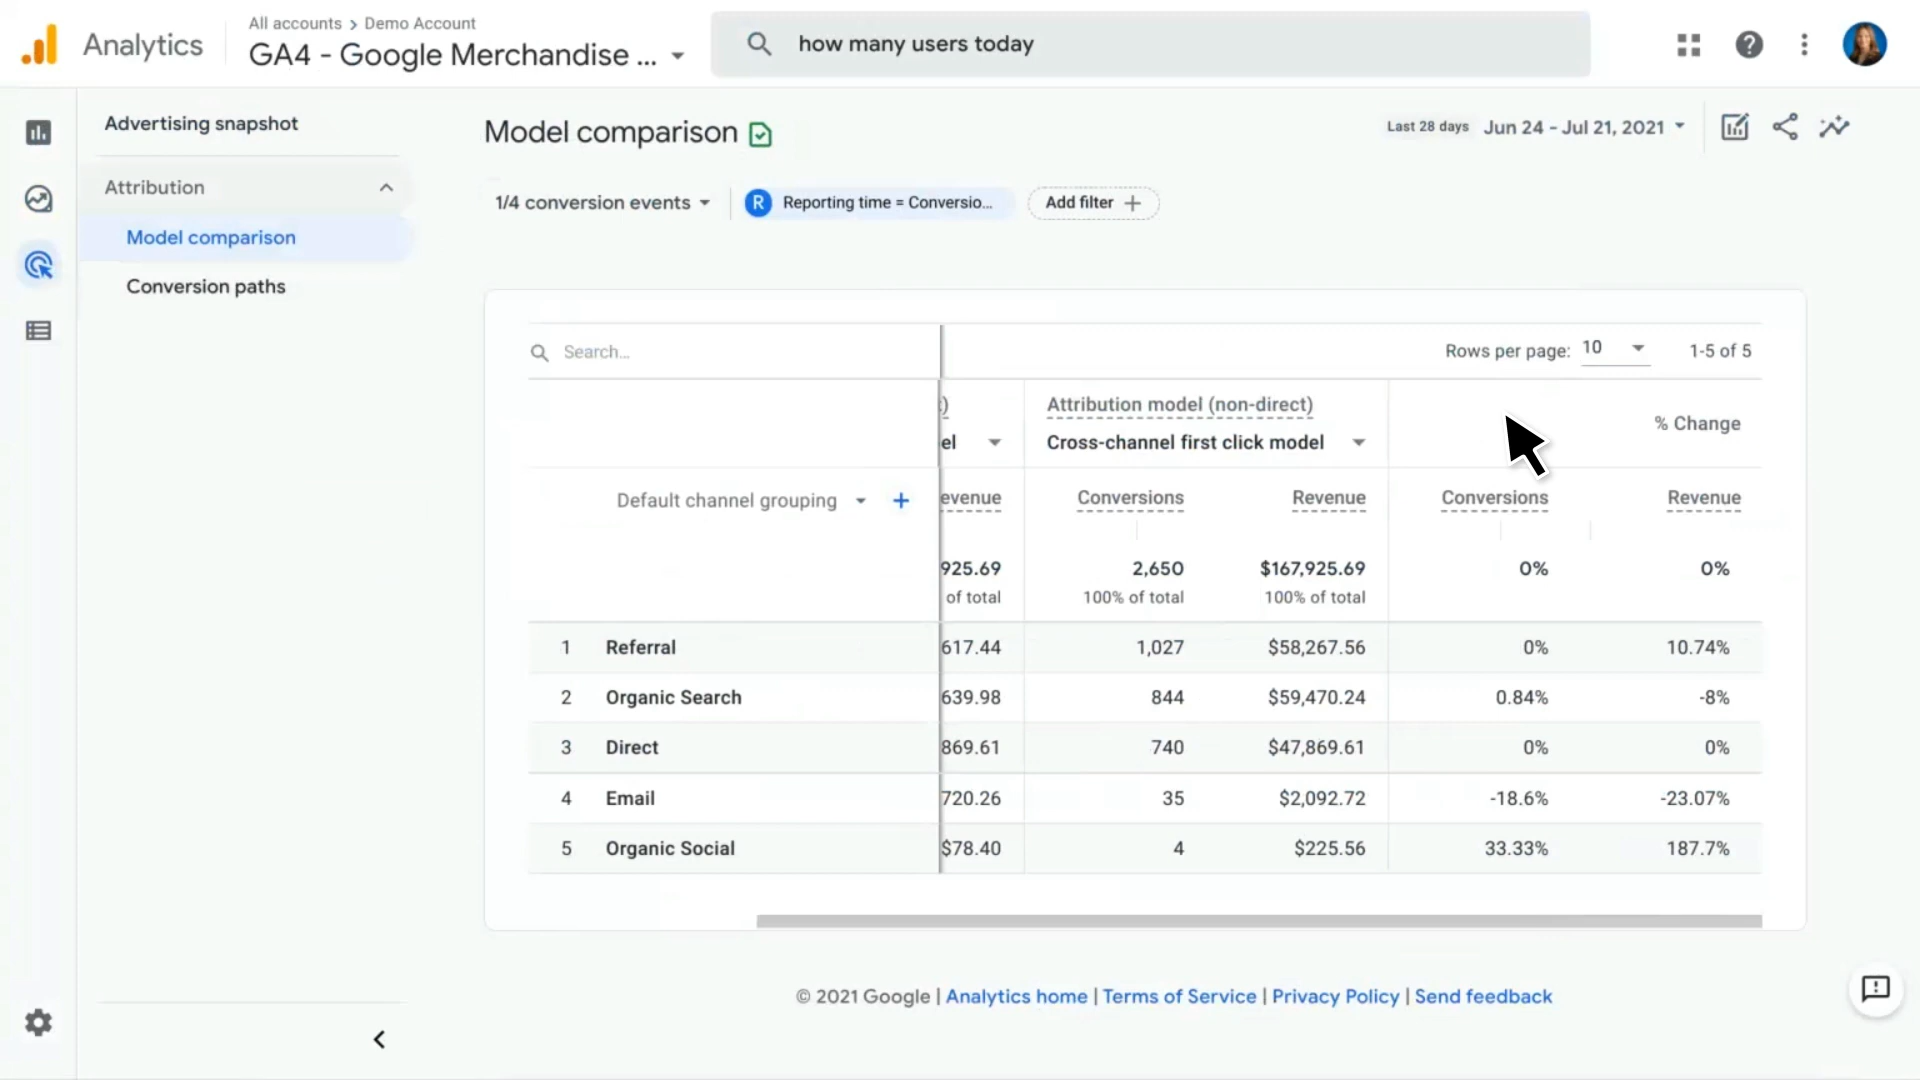 All accounts > Demo Account
Analytics
GA4 - Google Merchandise ...
how many users today
Advertising snapshot
Attribution
Model comparison
Conversion paths
Model comparison
Last 28 days Jun 24 - Jul 21, 2021
1/4 conversion events
R Reporting time = Conversio...
Add filter +
Search...
Rows per page: 10
1-5 of 5
)
el
Attribution model (non-direct)
Cross-channel first click model
% Change
Default channel grouping +
evenue Conversions Revenue Conversions Revenue
925.69 2,650 $167,925.69 0% 0%
of total 100% of total 100% of total
1 Referral 617.44 1,027 $58,267.56 0% 10.74%
2 Organic Search 639.98 844 $59,470.24 0.84% -8%
3 Direct 869.61 740 $47,869.61 0% 0%
4 Email 720.26 35 $2,092.72 -18.6% -23.07%
5 Organic Social $78.40 4 $225.56 33.33% 187.7%
© 2021 Google | Analytics home | Terms of Service | Privacy Policy | Send feedback